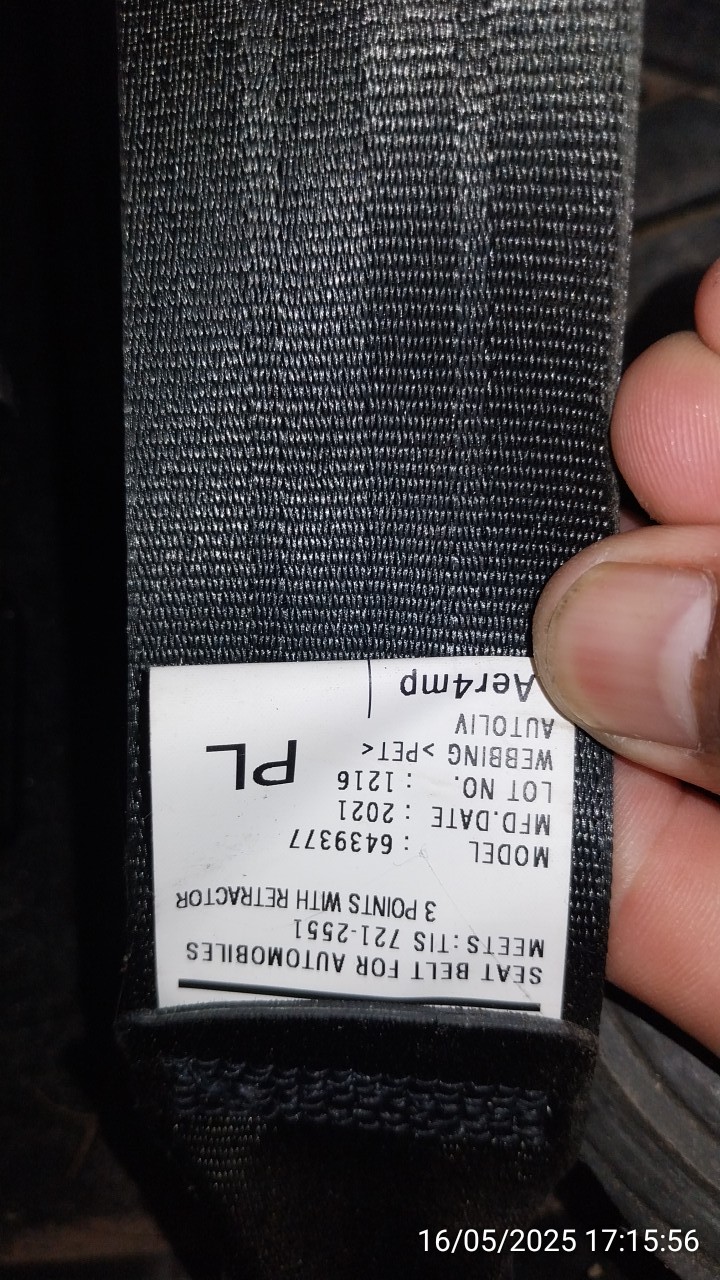 SEAT BELT FOR AUTOMOBILES
MEETS:TIS 721-2551
3 POINTS WITH RETRACTOR
MODEL : 6439377
MFD.DATE : 2021
LOT NO. : 1216
WEBBING >PET<
PL
AUTOLIV
Aer4mp
16/05/2025 17:15:56